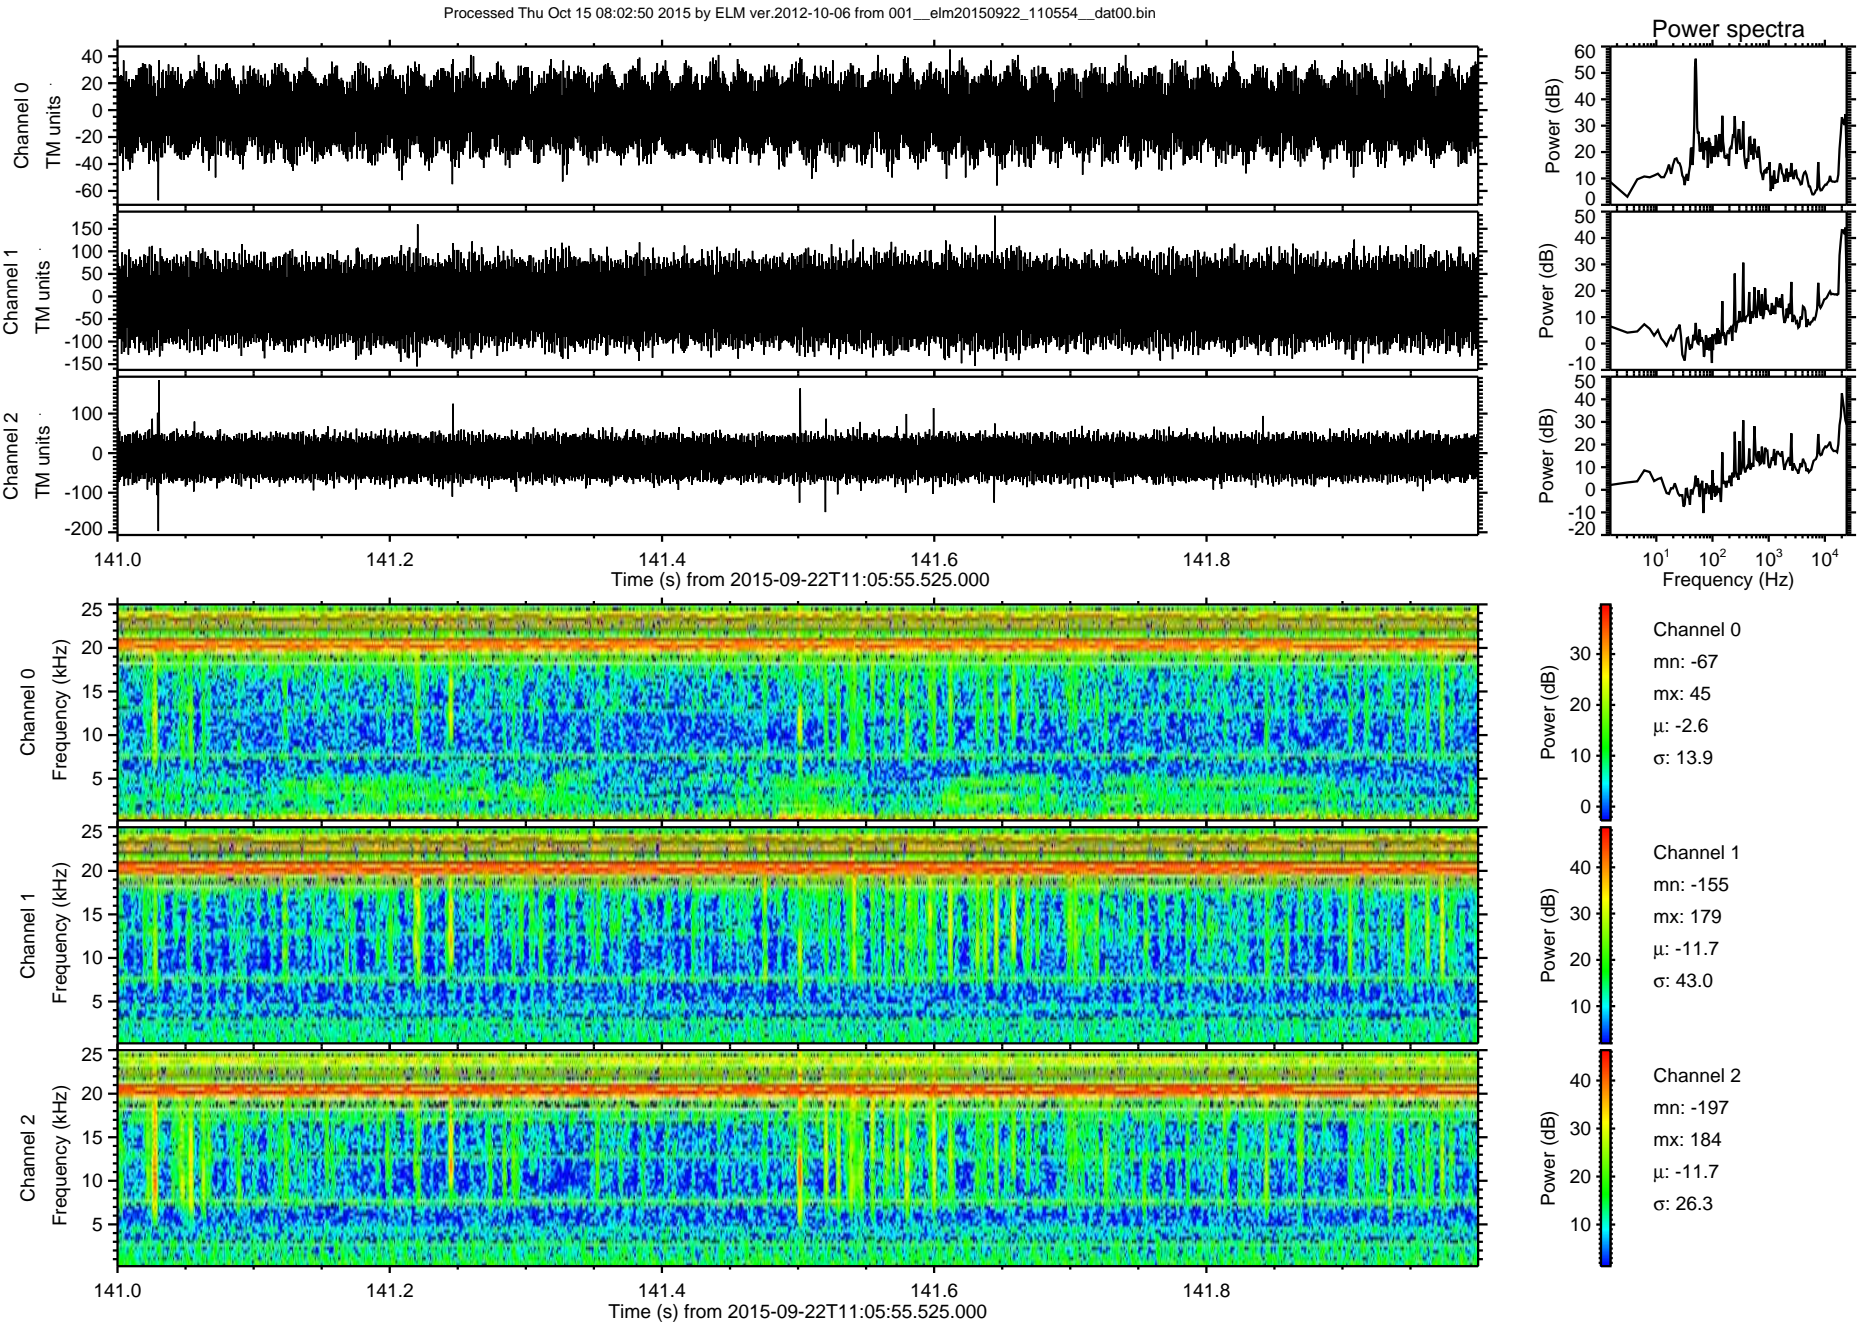 Processed Thu Oct 15 08:02:50 2015 by ELM ver.2012-10-06 from 001__elm20150922_110554__dat00.bin
Power spectra
Channel 0
TM units
40
20
0
-20
-40
-60
Power (dB)
60
50
40
30
20
10
0
Channel 1
TM units
150
100
50
0
-50
-100
-150
Power (dB)
50
40
30
20
10
0
-10
Channel 2
TM units
100
0
-100
-200
Power (dB)
50
40
30
20
10
0
-10
-20
141.0 141.2 141.4 141.6 141.8
Time (s) from 2015-09-22T11:05:55.525.000
10^1 10^2 10^3 10^4
Frequency (Hz)
Channel 0
Frequency (kHz)
25
20
15
10
5
Power (dB)
30
20
10
0
Channel 0
mn: -67
mx: 45
μ: -2.6
σ: 13.9
Channel 1
Frequency (kHz)
25
20
15
10
5
Power (dB)
40
30
20
10
Channel 1
mn: -155
mx: 179
μ: -11.7
σ: 43.0
Channel 2
Frequency (kHz)
25
20
15
10
5
Power (dB)
40
30
20
10
Channel 2
mn: -197
mx: 184
μ: -11.7
σ: 26.3
141.0 141.2 141.4 141.6 141.8
Time (s) from 2015-09-22T11:05:55.525.000